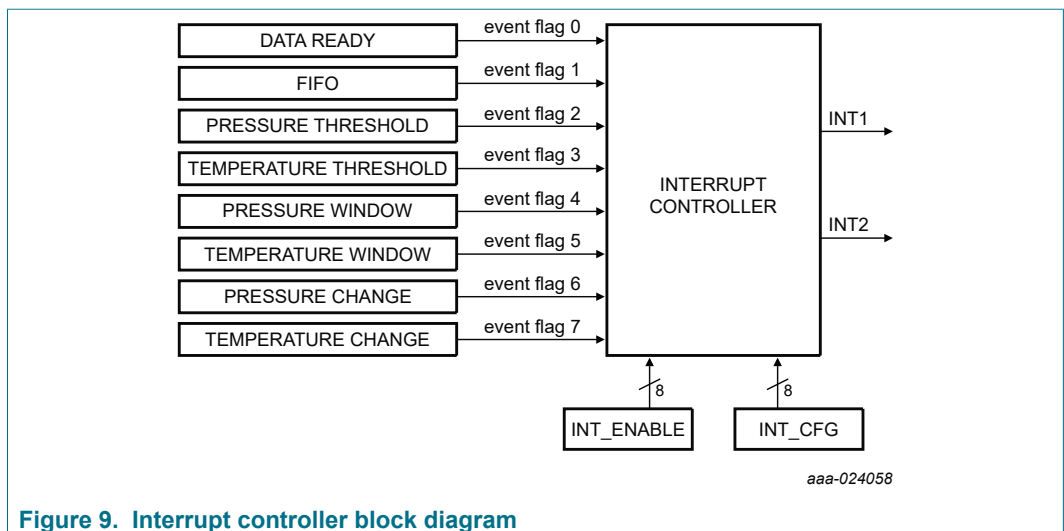 DATA READY
event flag 0
FIFO
event flag 1
PRESSURE THRESHOLD
event flag 2
TEMPERATURE THRESHOLD
event flag 3
PRESSURE WINDOW
event flag 4
TEMPERATURE WINDOW
event flag 5
PRESSURE CHANGE
event flag 6
TEMPERATURE CHANGE
event flag 7
INTERRUPT
CONTROLLER
INT1
INT2
8
8
INT_ENABLE
INT_CFG
aaa-024058
Figure 9. Interrupt controller block diagram